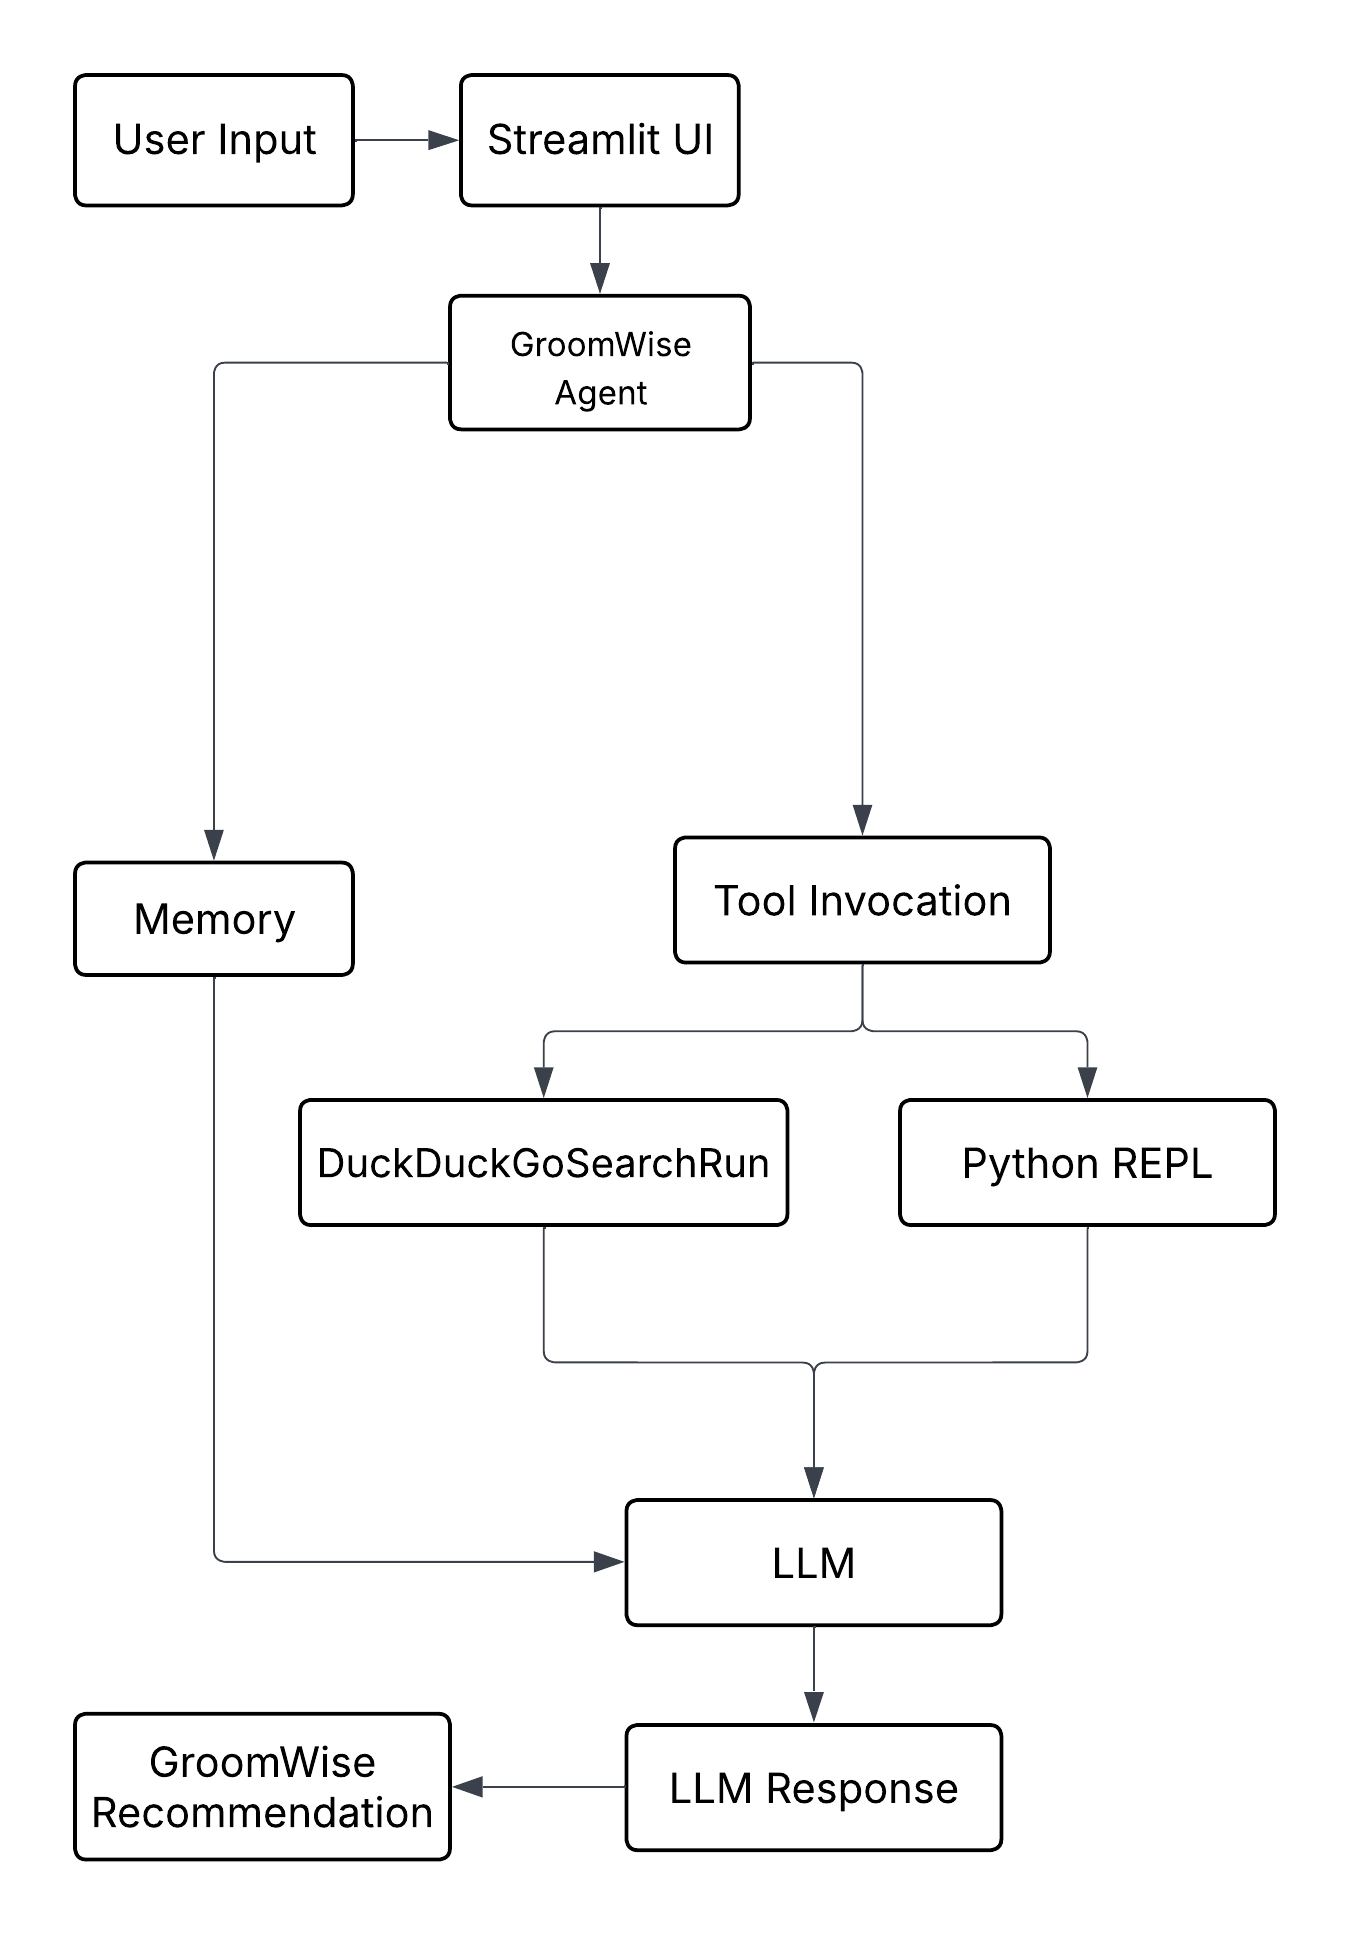 User Input
Streamlit UI
GroomWise
Agent
Memory
Tool Invocation
DuckDuckGoSearchRun
Python REPL
LLM
GroomWise
Recommendation
LLM Response